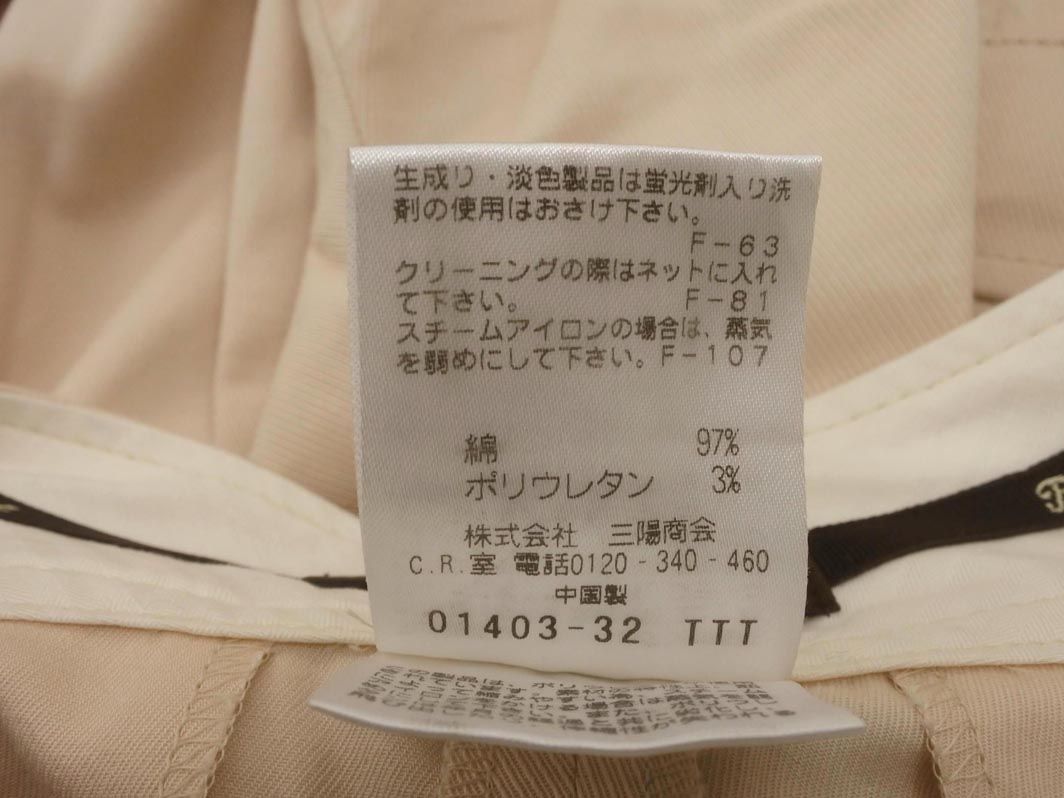 生成り・淡色製品は蛍光剤入り洗
剤の使用はおさけ下さい。
F-63
クリーニングの際はネットに入れ
て下さい。 F-81
スチームアイロンの場合は、蒸気
を弱めにして下さい。F-107
綿 97%
ポリウレタン 3%
株式会社 三陽商会
C.R.室 電話0120-340-460
中国製
01403-32 TTT